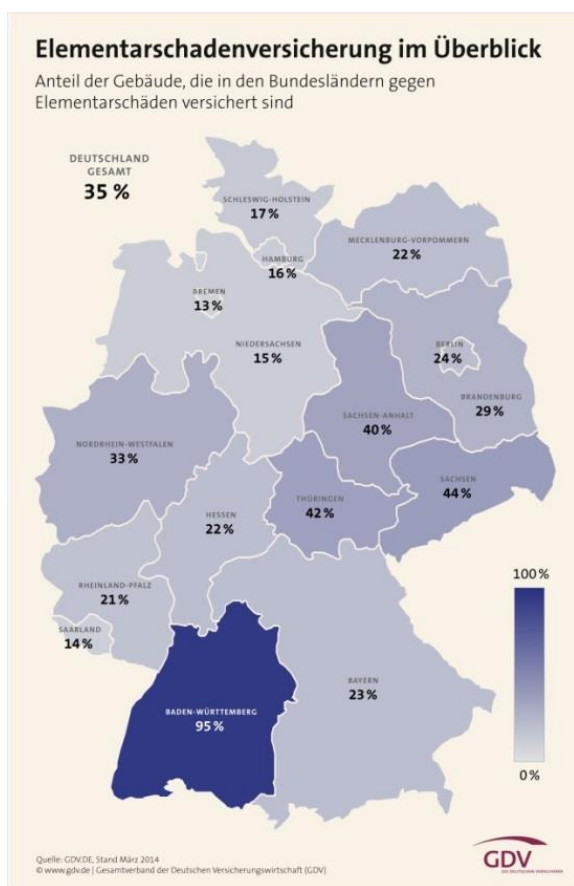 Elementarschadenversicherung im Überblick
Anteil der Gebäude, die in den Bundesländern gegen
Elementarschäden versichert sind
DEUTSCHLAND
GESAMT
35 %
SCHLESWIG-HOLSTEIN
17 %
MECKLENBURG-VORPOMMERN
22 %
HAMBURG
16 %
BREMEN
13 %
NIEDERSACHSEN
15 %
BERLIN
24 %
BRANDENBURG
29 %
SACHSEN-ANHALT
40 %
NORDRHEIN-WESTFALEN
33 %
SACHSEN
44 %
THÜRINGEN
42 %
HESSEN
22 %
RHEINLAND-PFALZ
21 %
SAARLAND
14 %
BADEN-WÜRTTEMBERG
95 %
BAYERN
23 %
100 %
0 %
Quelle: GDV.DE, Stand März 2014
© www.gdv.de | Gesamtverband der Deutschen Versicherungswirtschaft (GDV)
GDV
DIE DEUTSCHEN VERSICHERER